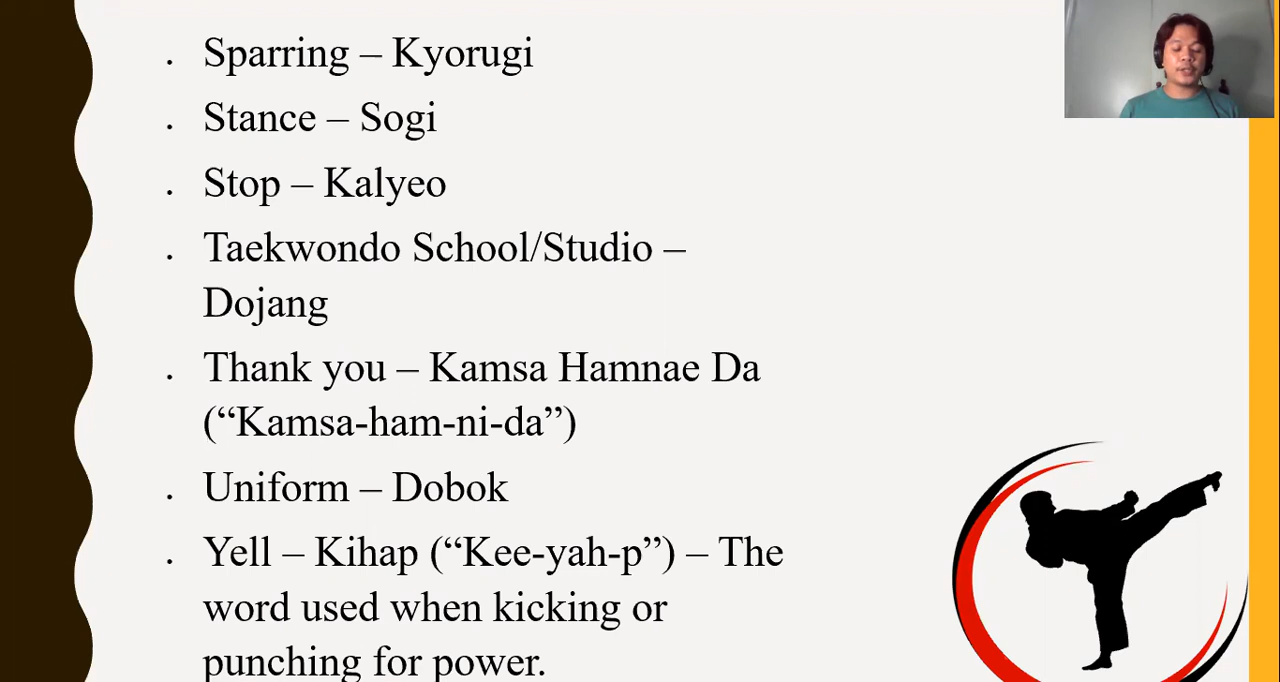 . Sparring – Kyorugi
. Stance – Sogi
. Stop – Kalyeo
. Taekwondo School/Studio –
Dojang
. Thank you – Kamsa Hamnae Da
(“Kamsa-ham-ni-da”)
. Uniform – Dobok
. Yell – Kihap (“Kee-yah-p”) – The
word used when kicking or
punching for power.